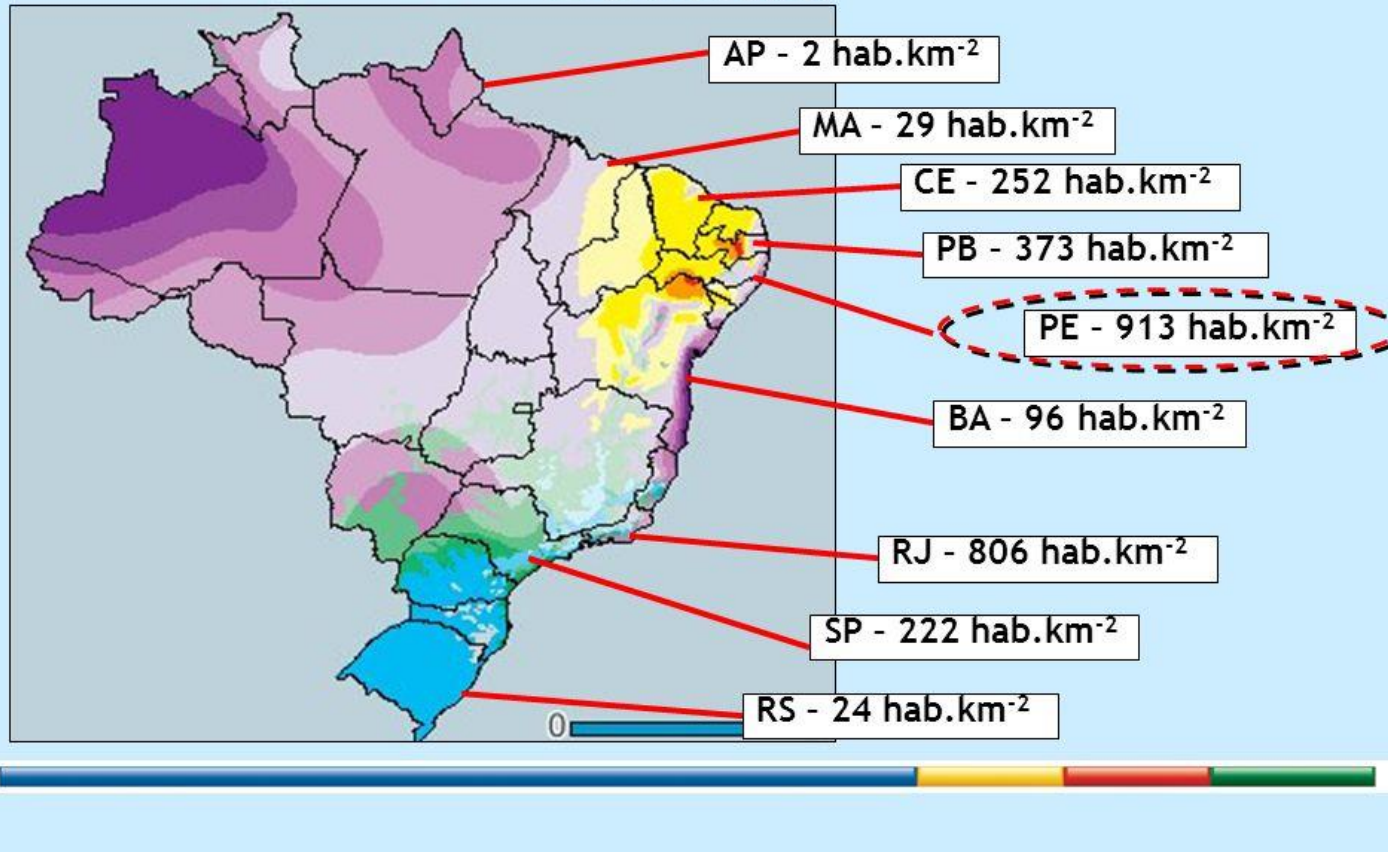 AP – 2 hab.km⁻²
MA – 29 hab.km⁻²
CE – 252 hab.km⁻²
PB – 373 hab.km⁻²
PE – 913 hab.km⁻²
BA – 96 hab.km⁻²
RJ – 806 hab.km⁻²
SP – 222 hab.km⁻²
RS – 24 hab.km⁻²
0